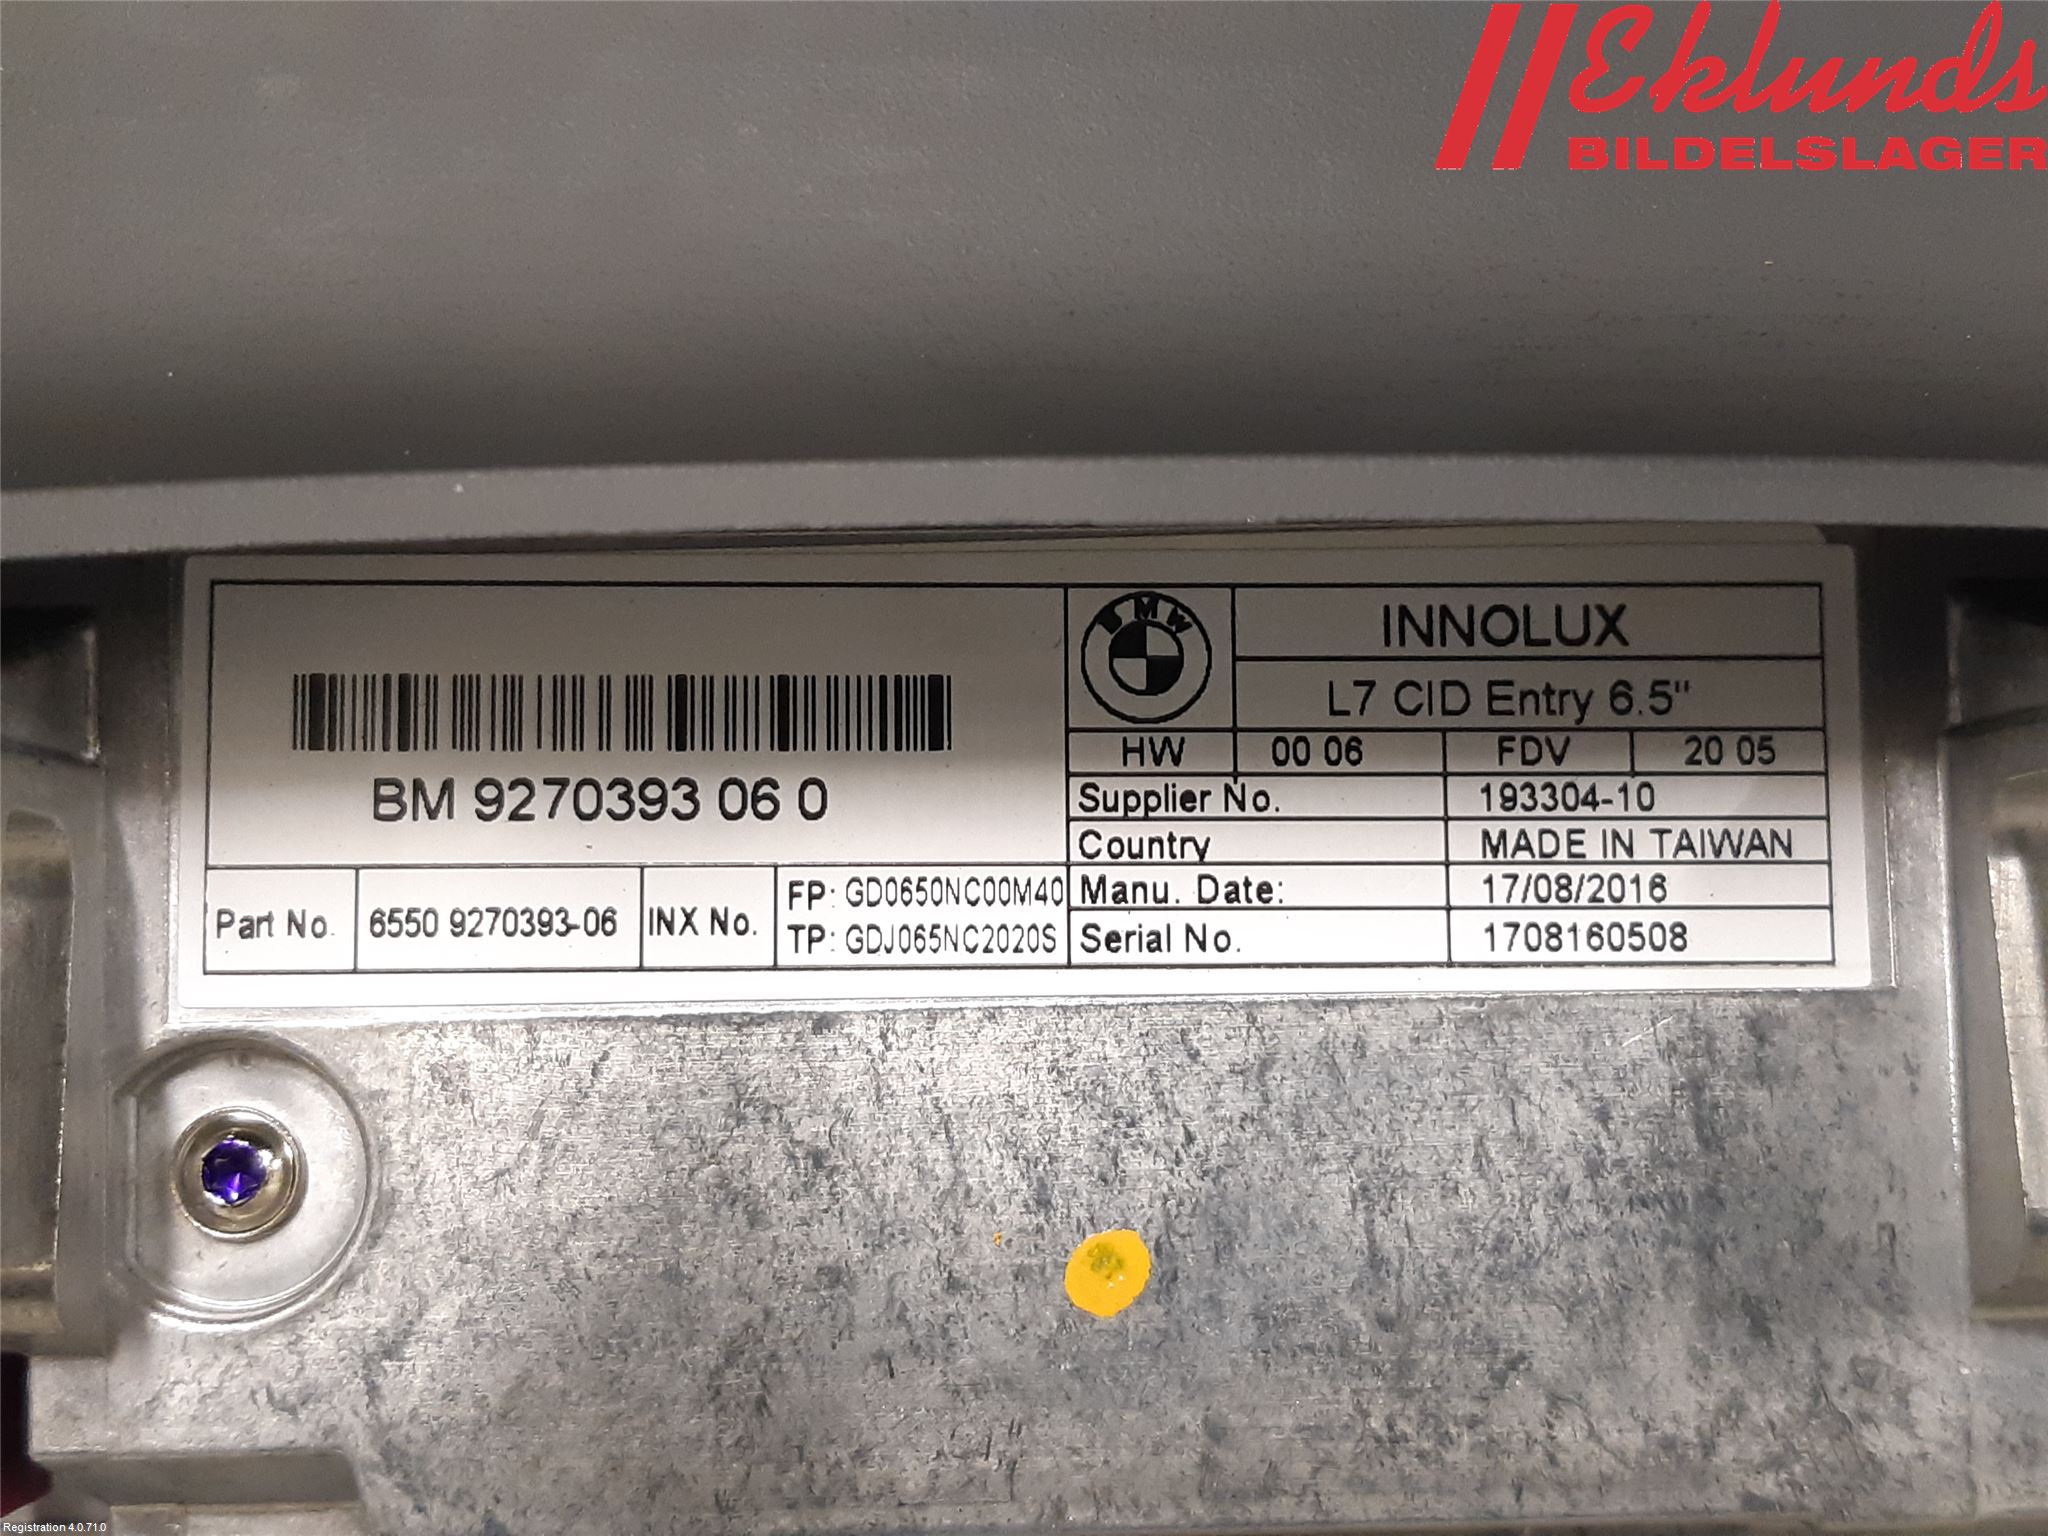 Eklunds
BILDELSLAGER
BM 9270393 06 0
Part No. 6550 9270393-06 INX No. FP: GD0650NC00M40
TP: GDJ065NC2020S
BMW
INNOLUX
L7 CID Entry 6.5"
HW 00 06 FDV 20 05
Supplier No. 193304-10
Country MADE IN TAIWAN
Manu. Date: 17/08/2016
Serial No. 1708160508
Registration 4.0.71.0